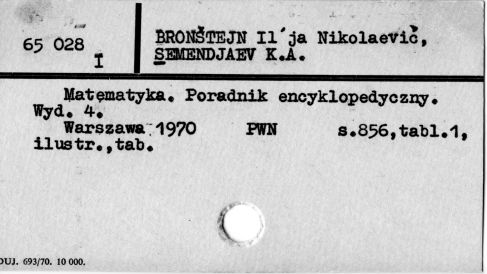 65 028
I
BRONŠTEJN Il´ja Nikolaevič,
SEMENDJAEV K.A.
Matematyka. Poradnik encyklopedyczny.
Wyd. 4.
Warszawa 1970 PWN s.856,tabl.1,
ilustr.,tab.
DUJ. 693/70. 10 000.